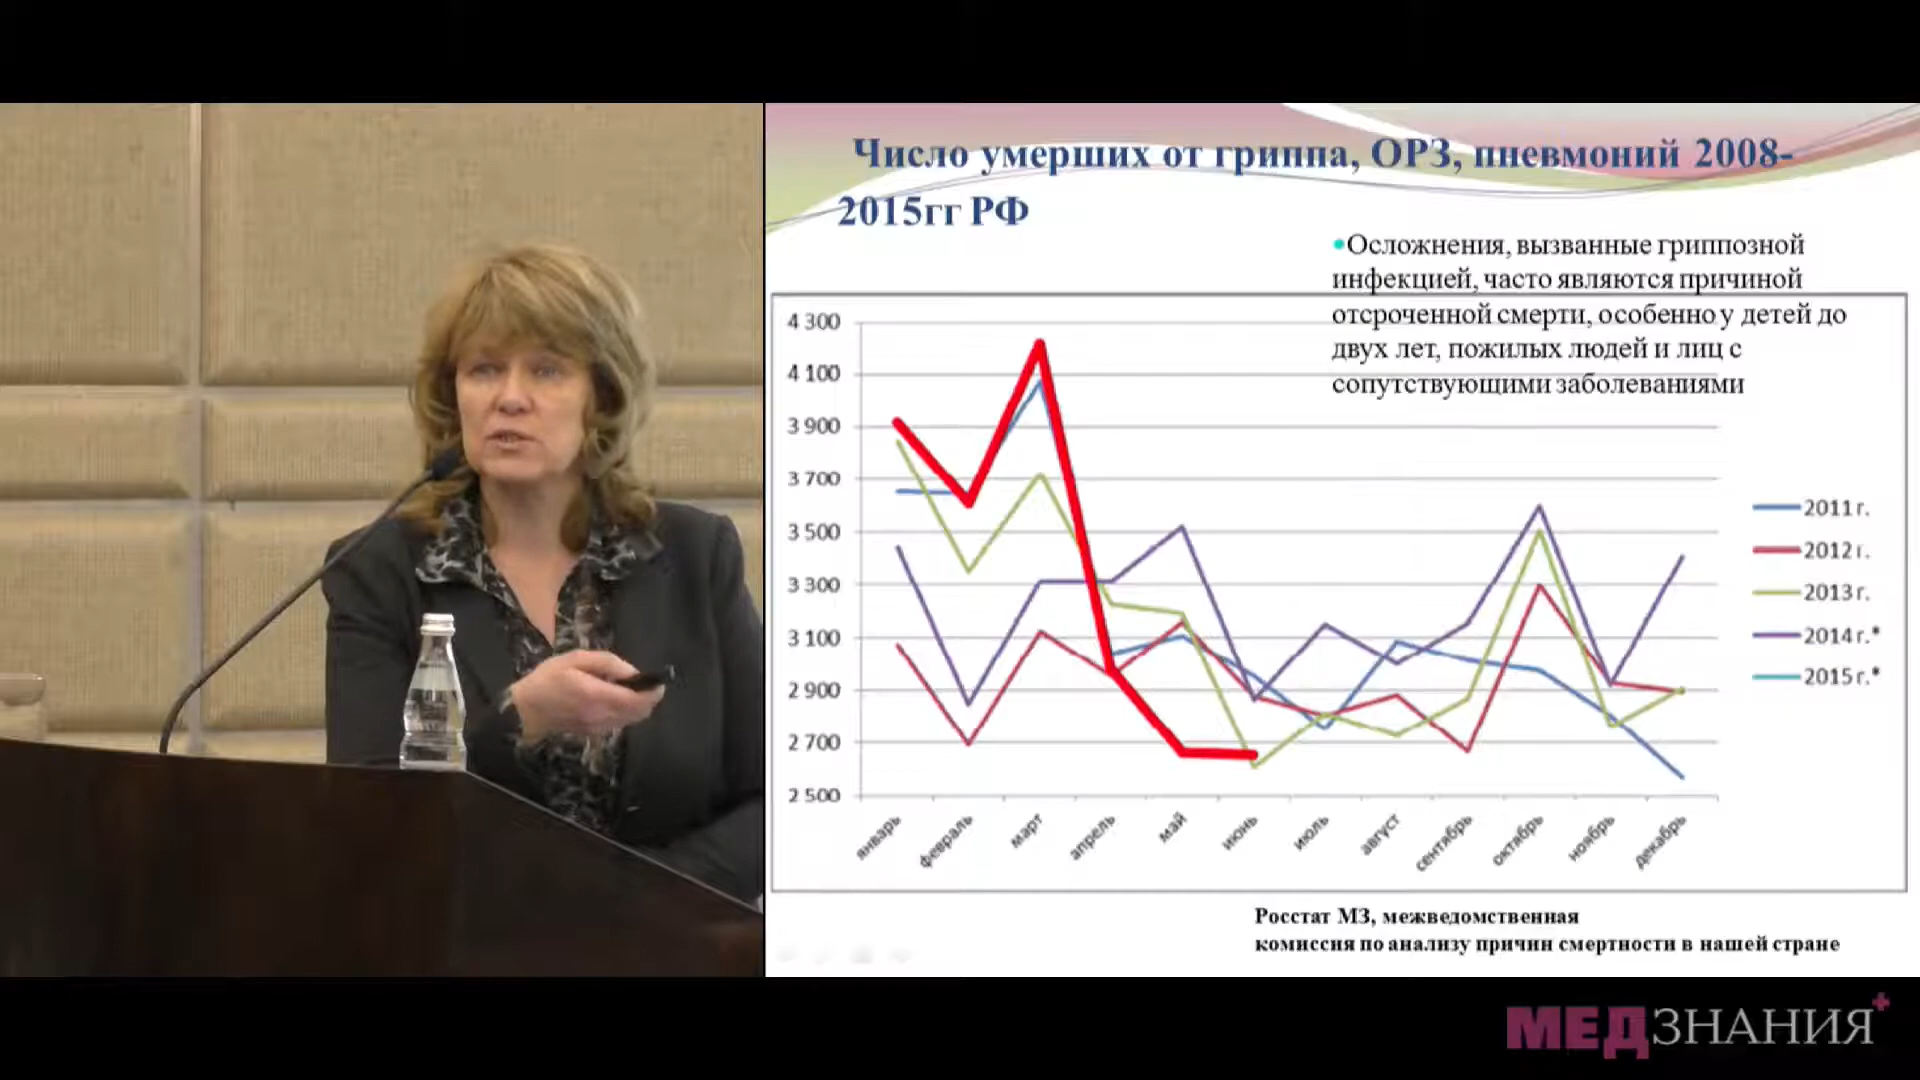 Число умерших от гриппа, ОРЗ, пневмоний 2008-
2015гг РФ
•Осложнения, вызванные гриппозной
инфекцией, часто являются причиной
отсроченной смерти, особенно у детей до
двух лет, пожилых людей и лиц с
сопутствующими заболеваниями
4 300
4 100
3 900
3 700
3 500
3 300
3 100
2 900
2 700
2 500
январь
февраль
март
апрель
май
июнь
июль
август
сентябрь
октябрь
ноябрь
декабрь
2011 г.
2012 г.
2013 г.
2014 г.*
2015 г.*
Росстат МЗ, межведомственная
комиссия по анализу причин смертности в нашей стране
МЕДЗНАНИЯ+